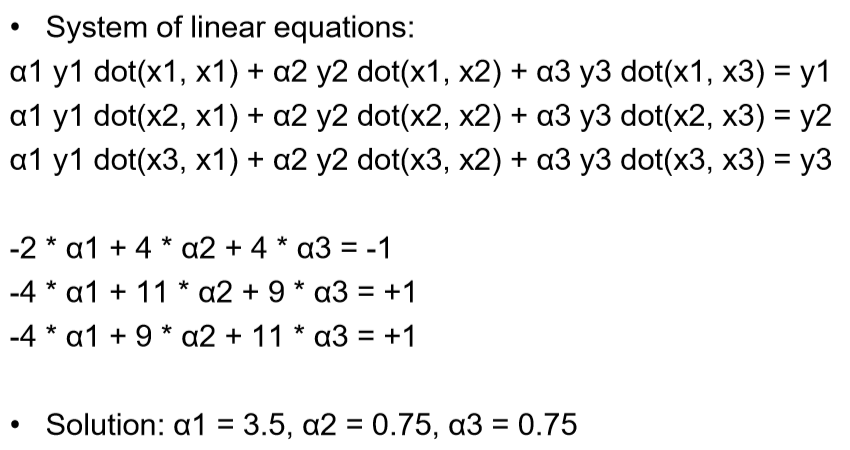 • System of linear equations:
α1 y1 dot(x1, x1) + α2 y2 dot(x1, x2) + α3 y3 dot(x1, x3) = y1
α1 y1 dot(x2, x1) + α2 y2 dot(x2, x2) + α3 y3 dot(x2, x3) = y2
α1 y1 dot(x3, x1) + α2 y2 dot(x3, x2) + α3 y3 dot(x3, x3) = y3
-2 * α1 + 4 * α2 + 4 * α3 = -1
-4 * α1 + 11 * α2 + 9 * α3 = +1
-4 * α1 + 9 * α2 + 11 * α3 = +1
• Solution: α1 = 3.5, α2 = 0.75, α3 = 0.75